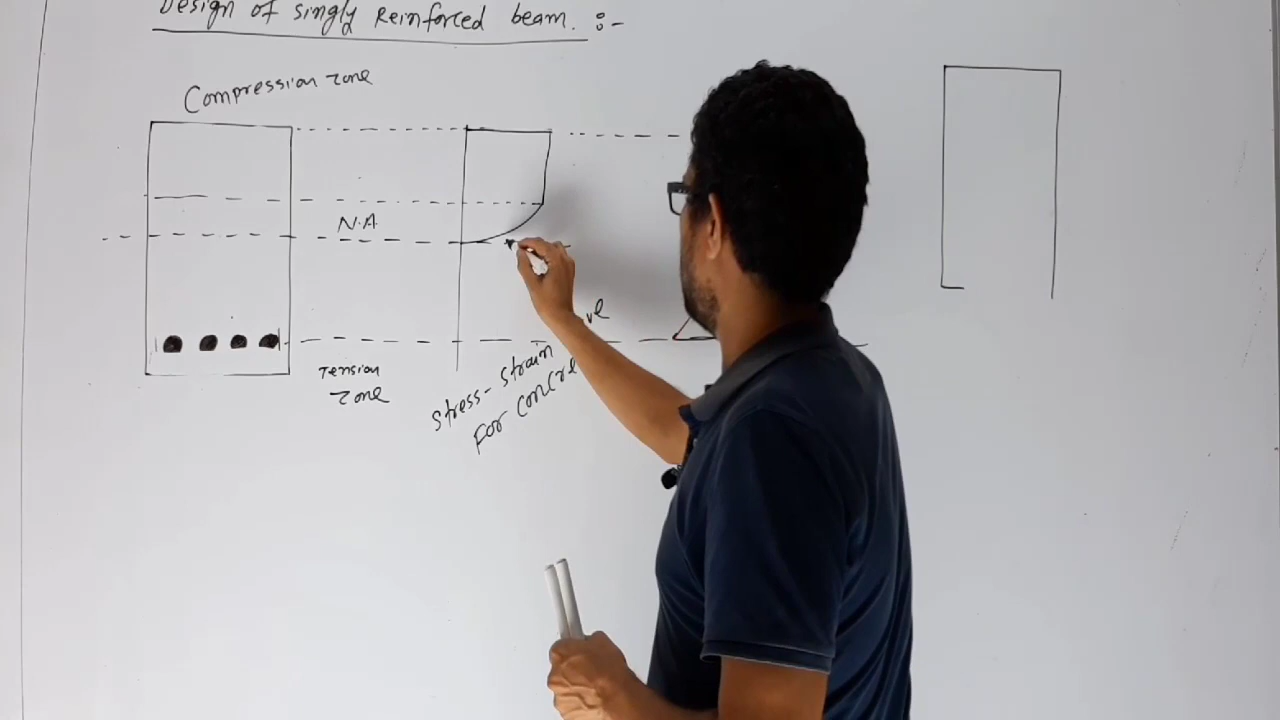 Design of singly Reinforced beam. :-
Compression zone
N.A
Tension
zone
stress-strain
ve
For concre